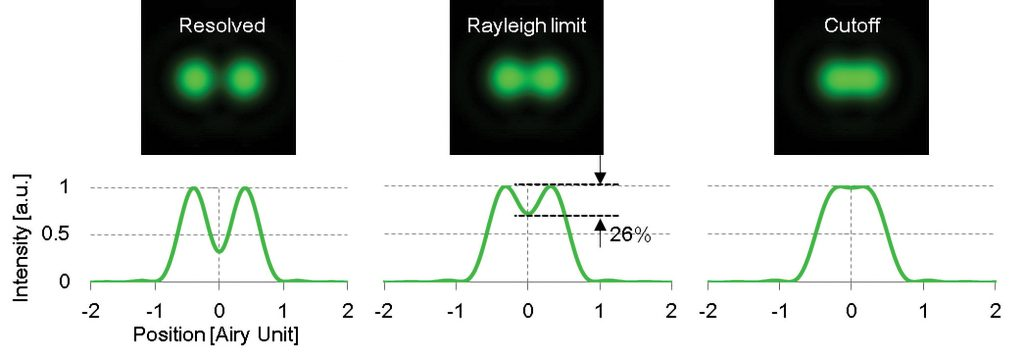 Resolved
Rayleigh limit
Cutoff
Intensity [a.u.]
1
0.5
0
26%
-2 -1 0 1 2
-2 -1 0 1 2
-2 -1 0 1 2
Position [Airy Unit]